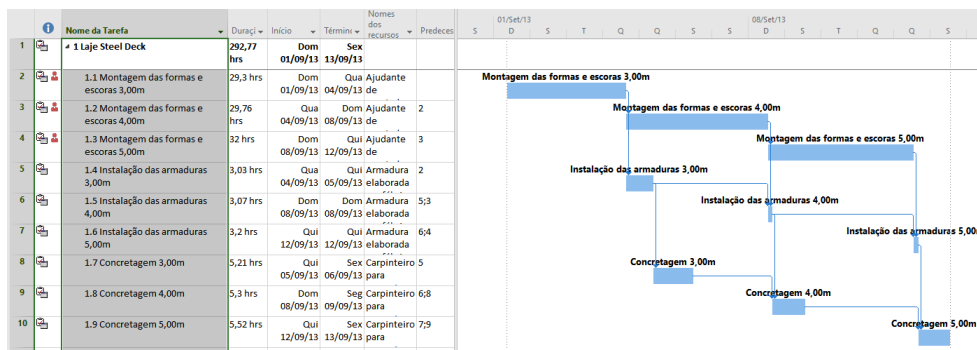 Nomes
dos
recursos
Nome da Tarefa Duraçi Início Términc Predeces
01/Set/13 08/Set/13
S D S T Q Q S S D S T Q Q S
1 1 Laje Steel Deck 292,77 Dom Sex
hrs 01/09/13 13/09/13
2 1.1 Montagem das formas e 29,3 hrs Dom Qua Ajudante
escoras 3,00m 01/09/13 04/09/13 de
3 1.2 Montagem das formas e 29,76 Qua Dom Ajudante 2
escoras 4,00m hrs 04/09/13 08/09/13 de
4 1.3 Montagem das formas e 32 hrs Dom Qui Ajudante 3
escoras 5,00m 08/09/13 12/09/13 de
5 1.4 Instalação das armaduras 3,03 hrs Qua Qui Armadura 2
3,00m 04/09/13 05/09/13 elaborada
6 1.5 Instalação das armaduras 3,07 hrs Dom Dom Armadura 5;3
4,00m 08/09/13 08/09/13 elaborada
7 1.6 Instalação das armaduras 3,2 hrs Qui Qui Armadura 6;4
5,00m 12/09/13 12/09/13 elaborada
8 1.7 Concretagem 3,00m 5,21 hrs Qui Sex Carpinteiro 5
05/09/13 06/09/13 para
9 1.8 Concretagem 4,00m 5,3 hrs Dom Seg Carpinteiro 6;8
08/09/13 09/09/13 para
10 1.9 Concretagem 5,00m 5,52 hrs Qui Sex Carpinteiro 7;9
12/09/13 13/09/13 para
Montagem das formas e escoras 3,00m
Montagem das formas e escoras 4,00m
Montagem das formas e escoras 5,00m
Instalação das armaduras 3,00m
Instalação das armaduras 4,00m
Instalação das armaduras 5,00
Concretagem 3,00m
Concretagem 4,00m
Concretagem 5,00m